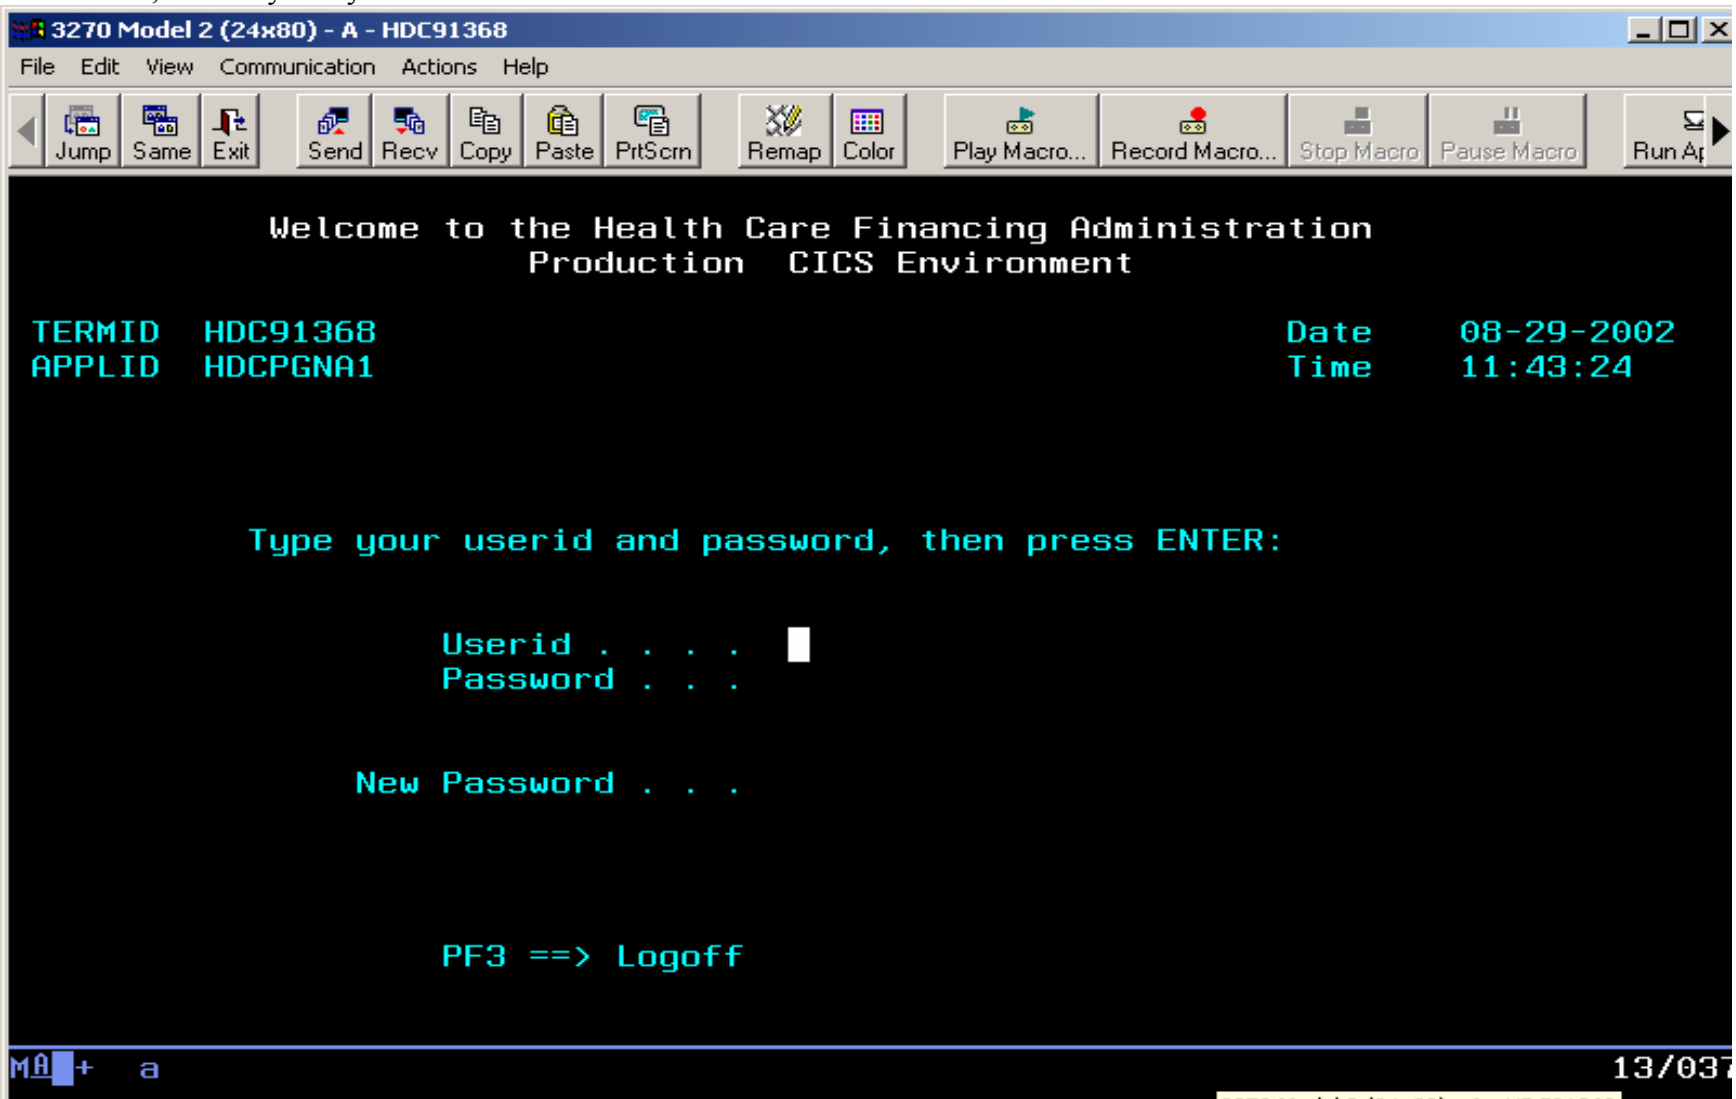 3270 Model 2 (24x80) - A - HDC91368
File Edit View Communication Actions Help
Jump Same Exit Send Recv Copy Paste PrtScrn Remap Color Play Macro... Record Macro... Stop Macro Pause Macro Run
Welcome to the Health Care Financing Administration
Production CICS Environment
TERMID HDC91368 Date 08-29-2002
APPLID HDCPGNA1 Time 11:43:24
Type your userid and password, then press ENTER:
Userid . . . .
Password . . .
New Password . . .
PF3 ==> Logoff
MA + a 13/037